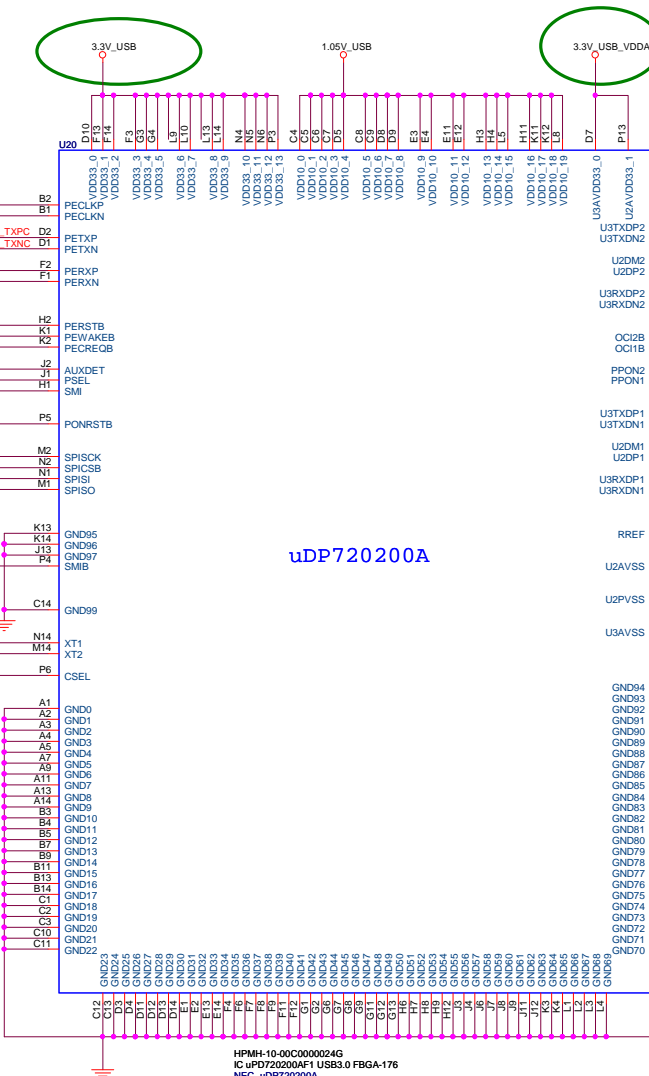 3.3V_USB 1.05V_USB 3.3V_USB_VDDA
D10 F13 F14 F3 G3 G4 L9 L10 L13 L14 N4 N5 N6 P3 C4 C5 C6 C7 D5 C8 C9 D8 D9 E3 E4 E11 E12 H3 H4 L5 H11 K11 K12 L8 D7 P13
U20
VDD33_0 VDD33_1 VDD33_2 VDD33_3 VDD33_4 VDD33_5 VDD33_6 VDD33_7 VDD33_8 VDD33_9 VDD33_10 VDD33_11 VDD33_12 VDD33_13 VDD10_0 VDD10_1 VDD10_2 VDD10_3 VDD10_4 VDD10_5 VDD10_6 VDD10_7 VDD10_8 VDD10_9 VDD10_10 VDD10_11 VDD10_12 VDD10_13 VDD10_14 VDD10_15 VDD10_16 VDD10_17 VDD10_18 VDD10_19 U3AVDD33_0 U2AVDD33_1
B2 PECLKP
B1 PECLKN
_TXPC D2 PETXP
_TXNC D1 PETXN
F2 PERXP
F1 PERXN
H2 PERSTB
K1 PEWAKEB
K2 PECREQB
J2 AUXDET
J1 PSEL
H1 SMI
P5 PONRSTB
M2 SPISCK
N2 SPICSB
N1 SPISI
M1 SPISO
K13 GND95
K14 GND96
J13 GND97
P4 SMIB
C14 GND99
N14 XT1
M14 XT2
P6 CSEL
A1 GND0
A2 GND1
A3 GND2
A4 GND3
A5 GND4
A7 GND5
A9 GND6
A11 GND7
A13 GND8
A14 GND9
B3 GND10
B4 GND11
B5 GND12
B7 GND13
B9 GND14
B11 GND15
B13 GND16
B14 GND17
C1 GND18
C2 GND19
C3 GND20
C10 GND21
C11 GND22
uDP720200A
U3TXDP2
U3TXDN2
U2DM2
U2DP2
U3RXDP2
U3RXDN2
OCI2B
OCI1B
PPON2
PPON1
U3TXDP1
U3TXDN1
U2DM1
U2DP1
U3RXDP1
U3RXDN1
RREF
U2AVSS
U2PVSS
U3AVSS
GND94
GND93
GND92
GND91
GND90
GND89
GND88
GND87
GND86
GND85
GND84
GND83
GND82
GND81
GND80
GND79
GND78
GND77
GND76
GND75
GND74
GND73
GND72
GND71
GND70
GND23 GND24 GND25 GND26 GND27 GND28 GND29 GND30 GND31 GND32 GND33 GND34 GND35 GND36 GND37 GND38 GND39 GND40 GND41 GND42 GND43 GND44 GND45 GND46 GND47 GND48 GND49 GND50 GND51 GND52 GND53 GND54 GND55 GND56 GND57 GND58 GND59 GND60 GND61 GND62 GND63 GND64 GND65 GND66 GND67 GND68 GND69
C12 C13 D3 D4 D11 D12 D13 D14 E1 E2 E13 E14 F4 F6 F7 F8 F9 F11 F12 G1 G2 G6 G7 G8 G9 G11 G12 G13 H6 H7 H8 H9 H12 J3 J4 J6 J7 J8 J9 J11 J12 K3 K4 L1 L2 L3 L4
HPMH-10-00C0000024G
IC uPD720200AF1 USB3.0 FBGA-176
NEC uDP720200A